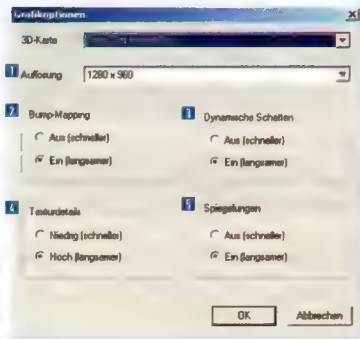 Grafikoptionen
3D-Karte
1 Auflösung 1280 x 960
2 Bump-Mapping
Aus (schneller)
Ein (langsamer)
3 Dynamische Schatten
Aus (schneller)
Ein (langsamer)
4 Texturdetails
Niedrig (schneller)
Hoch (langsamer)
5 Spiegelungen
Aus (schneller)
Ein (langsamer)
OK Abbrechen